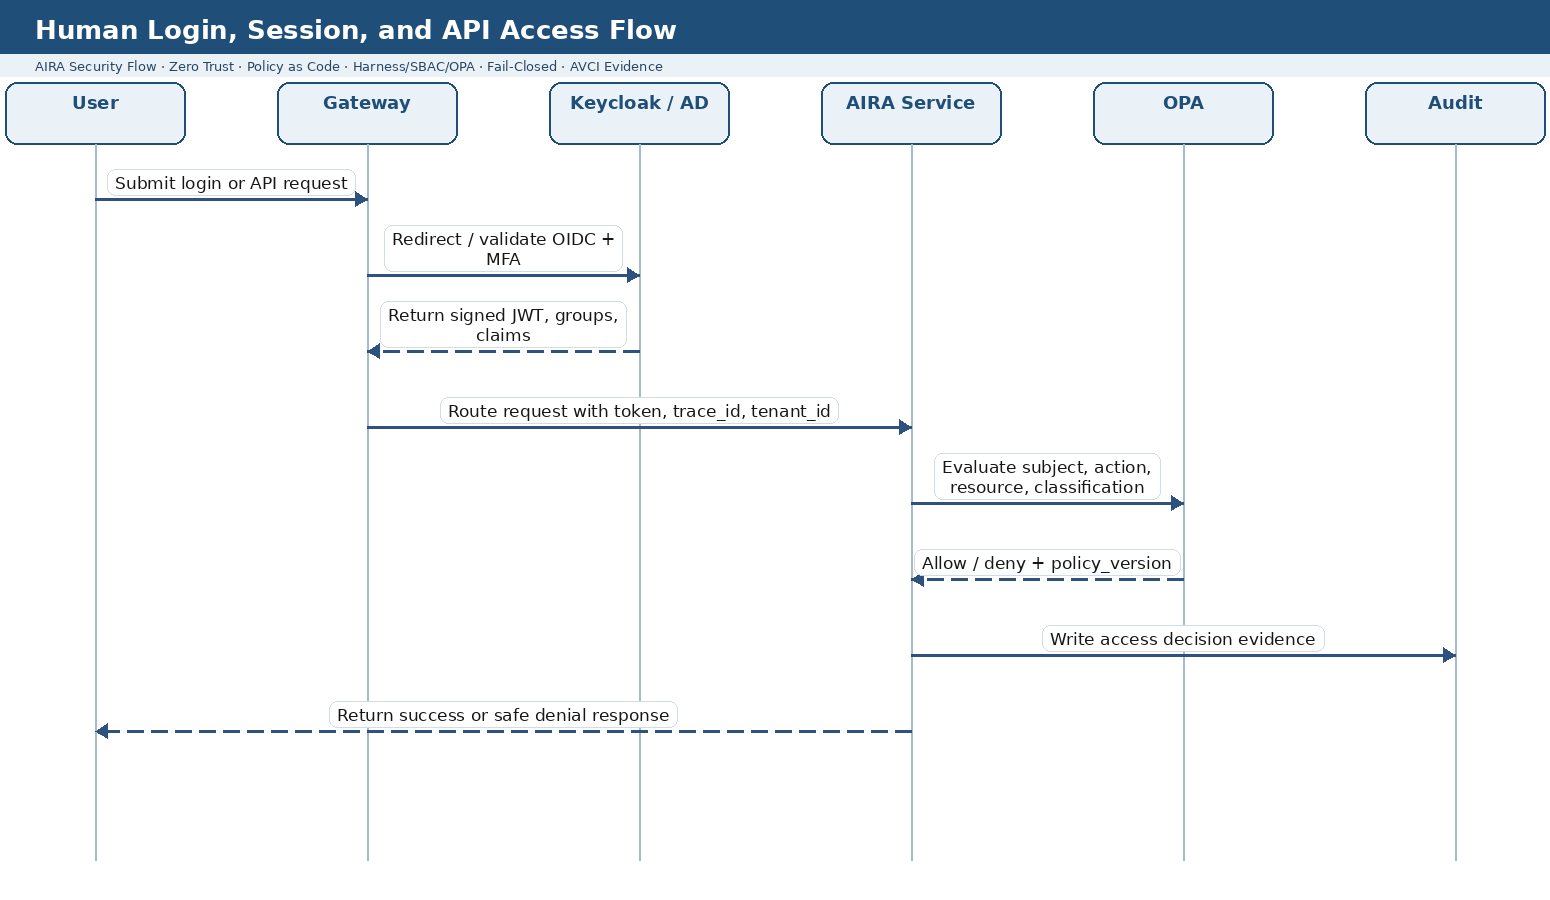 Human Login, Session, and API Access Flow
AIRA Security Flow · Zero Trust · Policy as Code · Harness/SBAC/OPA · Fail-Closed · AVCI Evidence
User
Gateway
Keycloak / AD
AIRA Service
OPA
Audit
Submit login or API request
Redirect / validate OIDC +
MFA
Return signed JWT, groups,
claims
Route request with token, trace_id, tenant_id
Evaluate subject, action,
resource, classification
Allow / deny + policy_version
Write access decision evidence
Return success or safe denial response